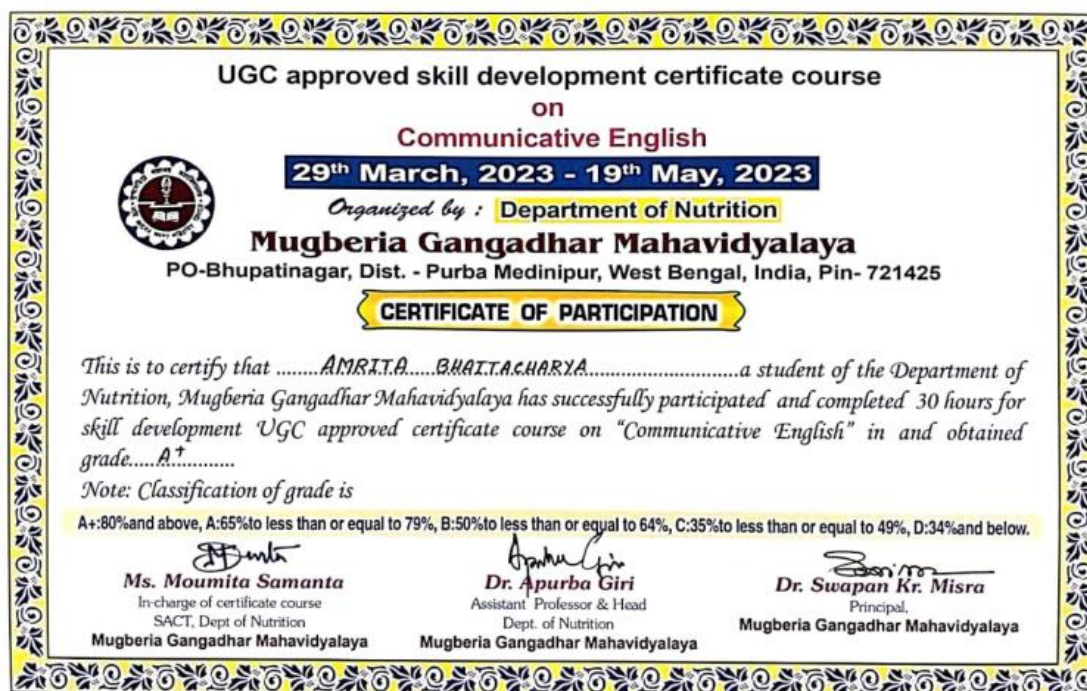 UGC approved skill development certificate course
on
Communicative English
29th March, 2023 - 19th May, 2023
Organized by : Department of Nutrition
Mugberia Gangadhar Mahavidyalaya
PO-Bhupatinagar, Dist. - Purba Medinipur, West Bengal, India, Pin- 721425
CERTIFICATE OF PARTICIPATION
This is to certify that ........AMRITA....BHATTACHARYA..............................a student of the Department of
Nutrition, Mugberia Gangadhar Mahavidyalaya has successfully participated and completed 30 hours for
skill development UGC approved certificate course on “Communicative English” in and obtained
grade.....A+...........
Note: Classification of grade is
A+:80%and above, A:65%to less than or equal to 79%, B:50%to less than or equal to 64%, C:35%to less than or equal to 49%, D:34%and below.
Ms. Moumita Samanta
In-charge of certificate course
SACT, Dept of Nutrition
Mugberia Gangadhar Mahavidyalaya
Apurba Giri
Dr. Apurba Giri
Assistant Professor & Head
Dept. of Nutrition
Mugberia Gangadhar Mahavidyalaya
Dr. Swapan Kr. Misra
Principal,
Mugberia Gangadhar Mahavidyalaya